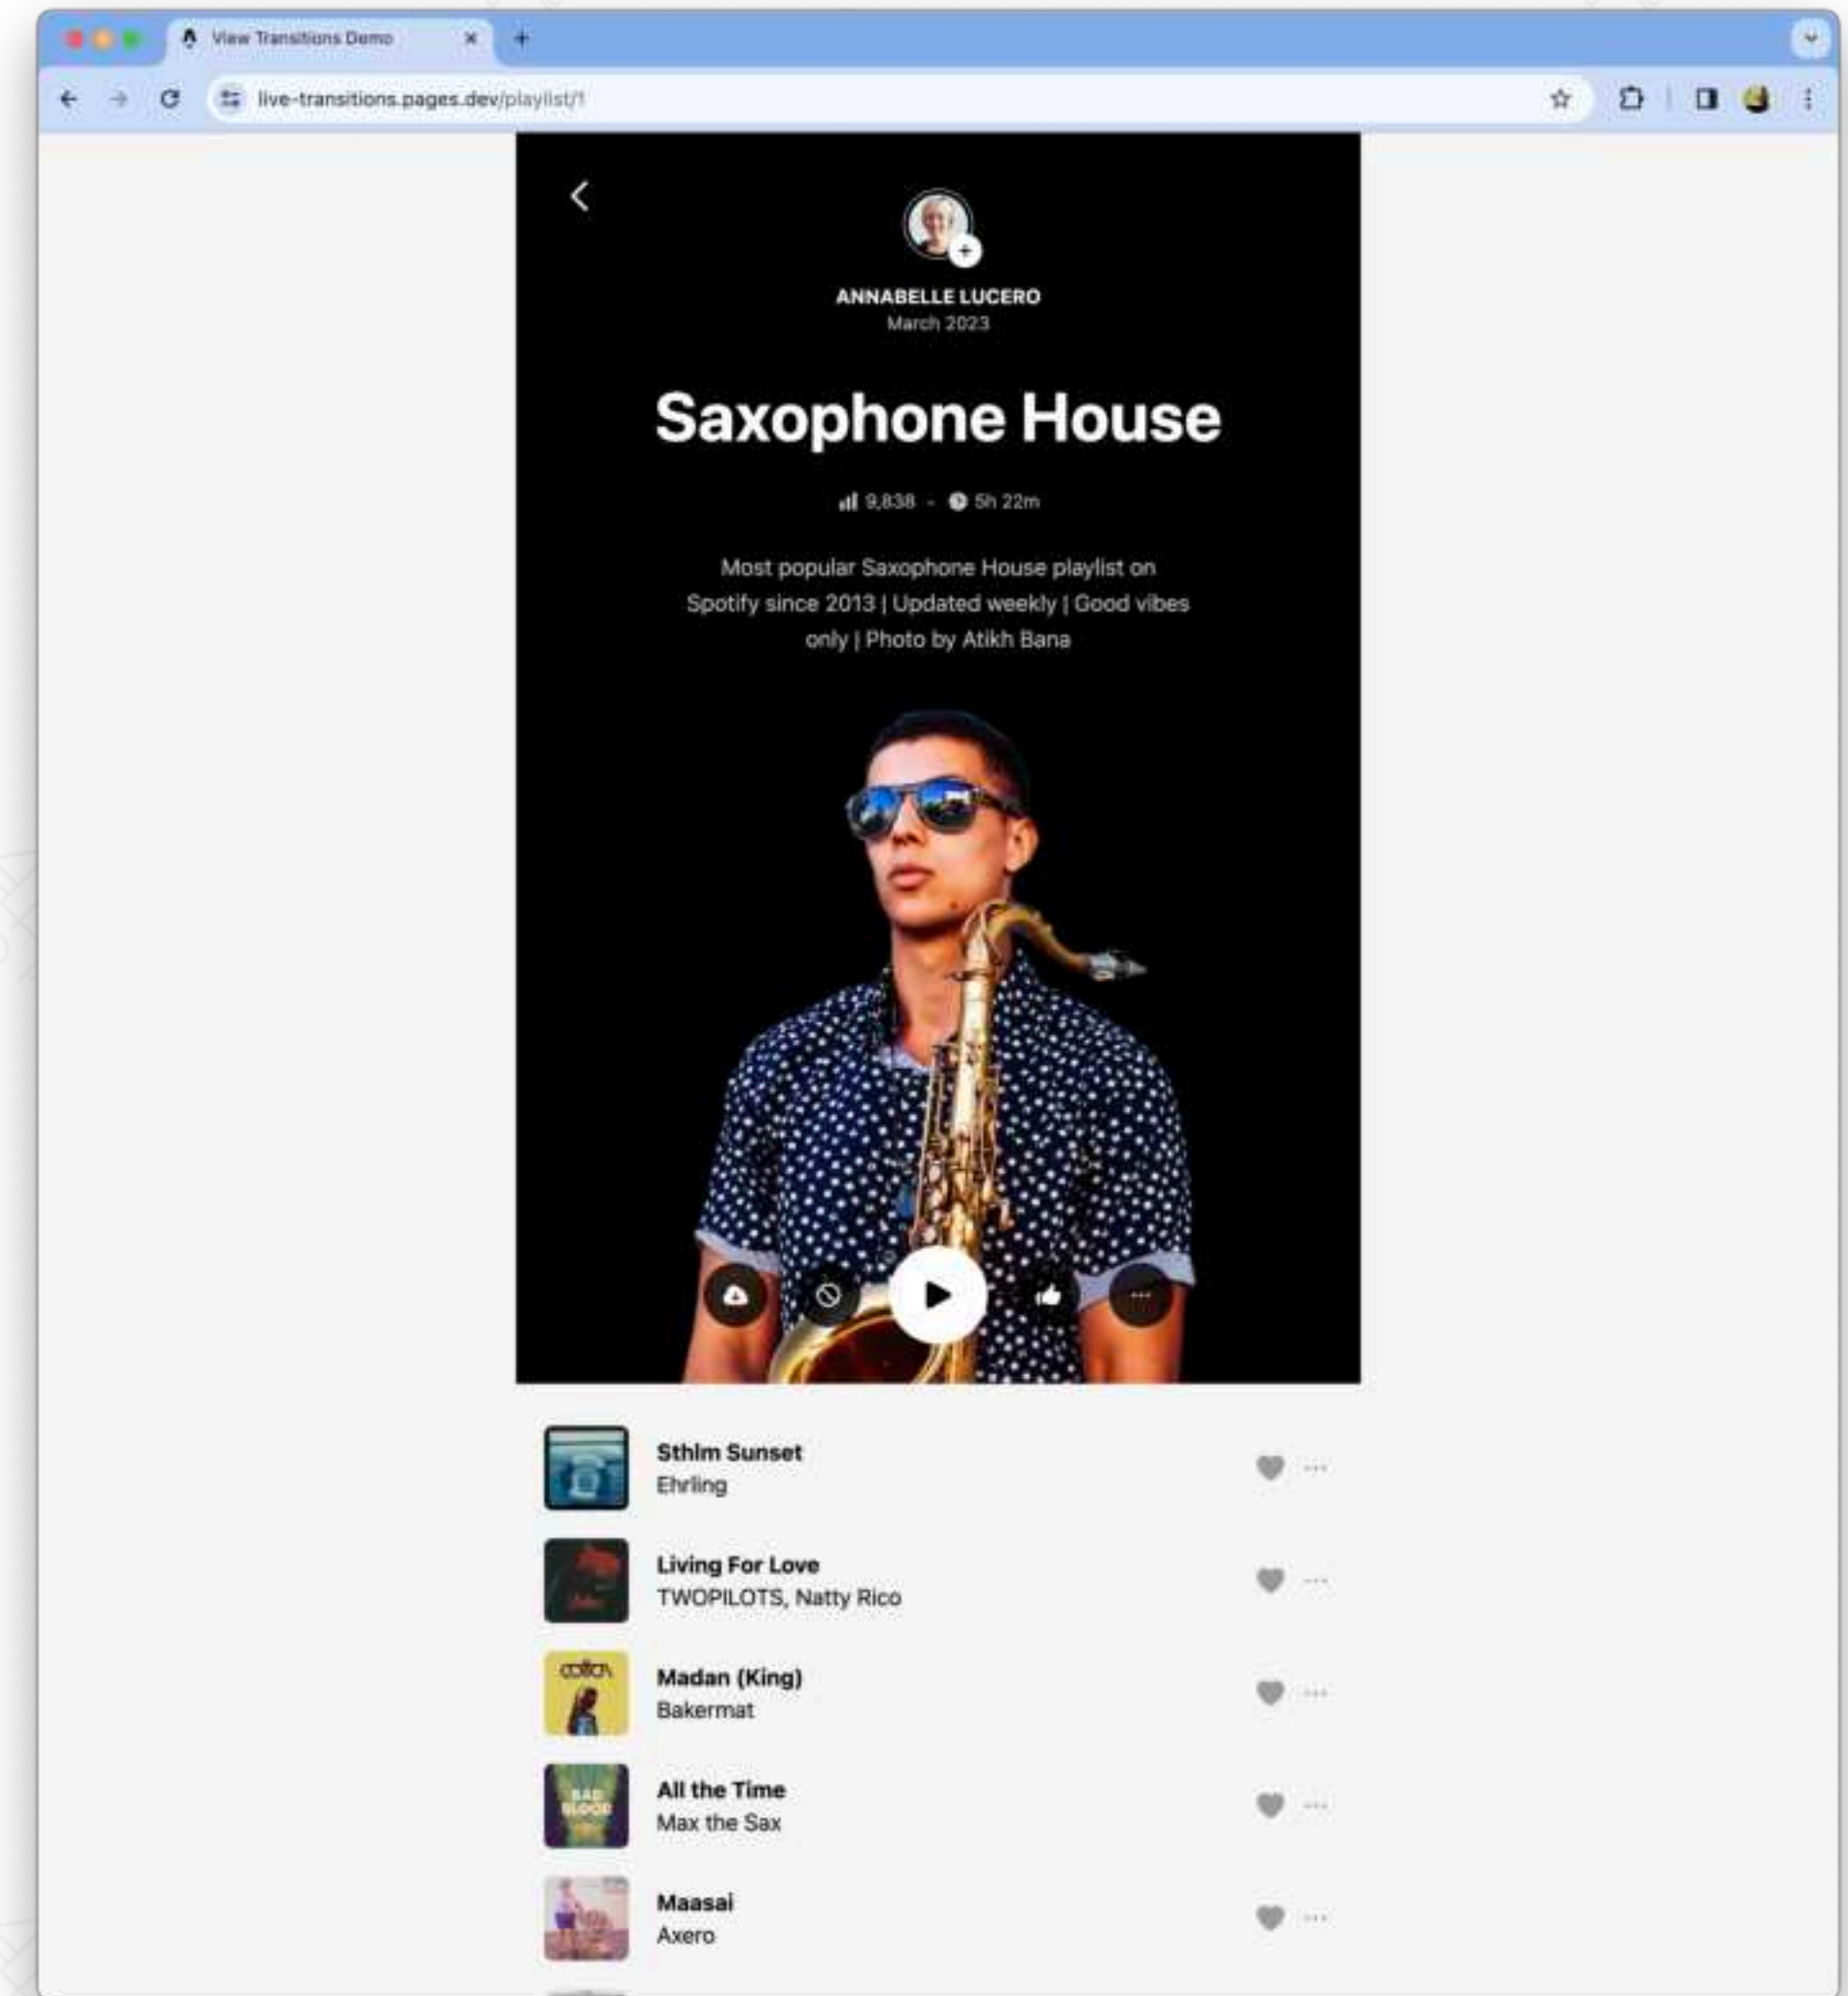 View Transitions Demo
live-transitions.pages.dev/playlist/1
ANNABELLE LUCERO
March 2023
Saxophone House
9,838 - 5h 22m
Most popular Saxophone House playlist on
Spotify since 2013 | Updated weekly | Good vibes
only | Photo by Atikh Bana
Sthlm Sunset
Ehrling
Living For Love
TWOPILOTS, Natty Rico
Madan (King)
Bakermat
BAD
BLOOD
All the Time
Max the Sax
Maasai
Axero